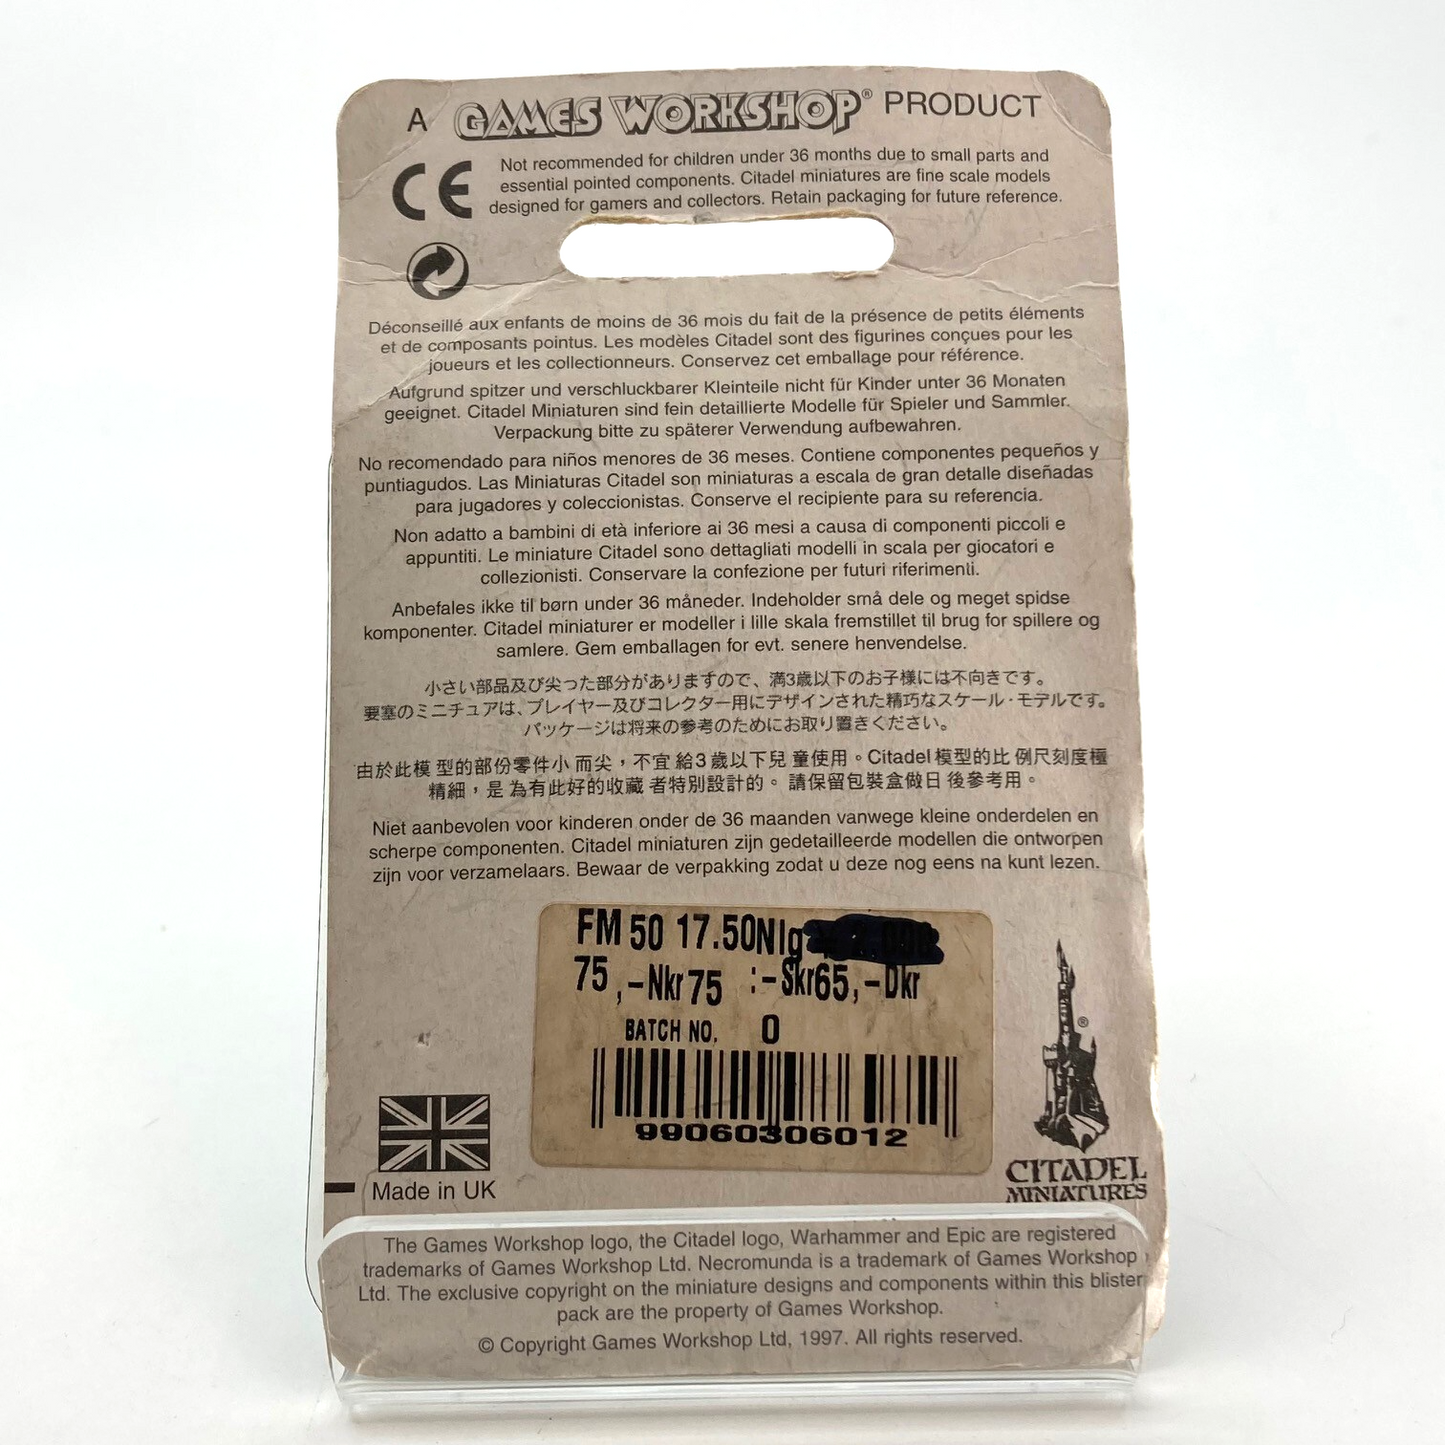 A GAMES WORKSHOP® PRODUCT
CE
Not recommended for children under 36 months due to small parts and
essential pointed components. Citadel miniatures are fine scale models
designed for gamers and collectors. Retain packaging for future reference.
Déconseillé aux enfants de moins de 36 mois du fait de la présence de petits éléments
et de composants pointus. Les modèles Citadel sont des figurines conçues pour les
joueurs et les collectionneurs. Conservez cet emballage pour référence.
Aufgrund spitzer und verschluckbarer Kleinteile nicht für Kinder unter 36 Monaten
geeignet. Citadel Miniaturen sind fein detaillierte Modelle für Spieler und Sammler.
Verpackung bitte zu späterer Verwendung aufbewahren.
No recomendado para niños menores de 36 meses. Contiene componentes pequeños y
puntiagudos. Las Miniaturas Citadel son miniaturas a escala de gran detalle diseñadas
para jugadores y coleccionistas. Conserve el recipiente para su referencia.
Non adatto a bambini di età inferiore ai 36 mesi a causa di componenti piccoli e
appuntiti. Le miniature Citadel sono dettagliati modelli in scala per giocatori e
collezionisti. Conservare la confezione per futuri riferimenti.
Anbefales ikke til børn under 36 måneder. Indeholder små dele og meget spidse
komponenter. Citadel miniaturer er modeller i lille skala fremstillet til brug for spillere og
samlere. Gem emballagen for evt. senere henvendelse.
小さい部品及び尖った部分がありますので、満3歳以下のお子様には不向きです。
要塞のミニチュアは、プレイヤー及びコレクター用にデザインされた精巧なスケール・モデルです。
パッケージは将来の参考のためにお取り置きください。
由於此模 型的部份零件小 而尖，不宜 給3歲以下兒 童使用。Citadel模型的比 例尺刻度極
精細，是 為有此好的收藏 者特別設計的。 請保留包裝盒做日 後參考用。
Niet aanbevolen voor kinderen onder de 36 maanden vanwege kleine onderdelen en
scherpe componenten. Citadel miniaturen zijn gedetailleerde modellen die ontworpen
zijn voor verzamelaars. Bewaar de verpakking zodat u deze nog eens na kunt lezen.
FM 50 17.50Nlg
75,-Nkr 75 :-Skr65,-Dkr
BATCH NO. 0
99060306012
®
CITADEL
MINIATURES
Made in UK
The Games Workshop logo, the Citadel logo, Warhammer and Epic are registered
trademarks of Games Workshop Ltd. Necromunda is a trademark of Games Workshop
Ltd. The exclusive copyright on the miniature designs and components within this blister
pack are the property of Games Workshop.
© Copyright Games Workshop Ltd, 1997. All rights reserved.